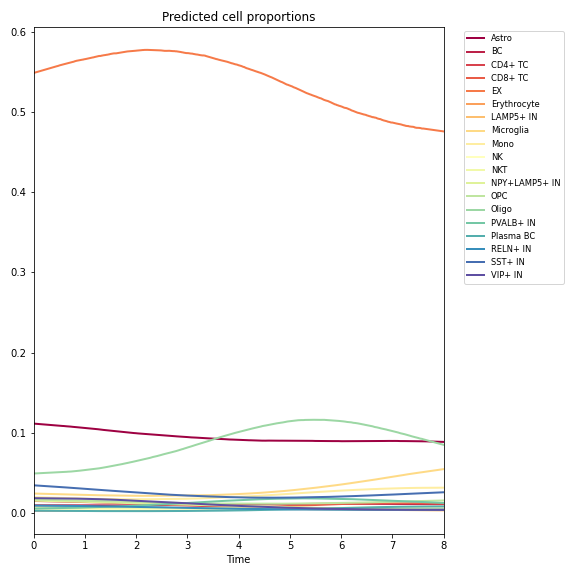 Predicted cell proportions
0.6
0.5
0.4
0.3
0.2
0.1
0.0
0 1 2 3 4 5 6 7 8
Time
Astro
BC
CD4+ TC
CD8+ TC
EX
Erythrocyte
LAMP5+ IN
Microglia
Mono
NK
NKT
NPY+LAMP5+ IN
OPC
Oligo
PVALB+ IN
Plasma BC
RELN+ IN
SST+ IN
VIP+ IN